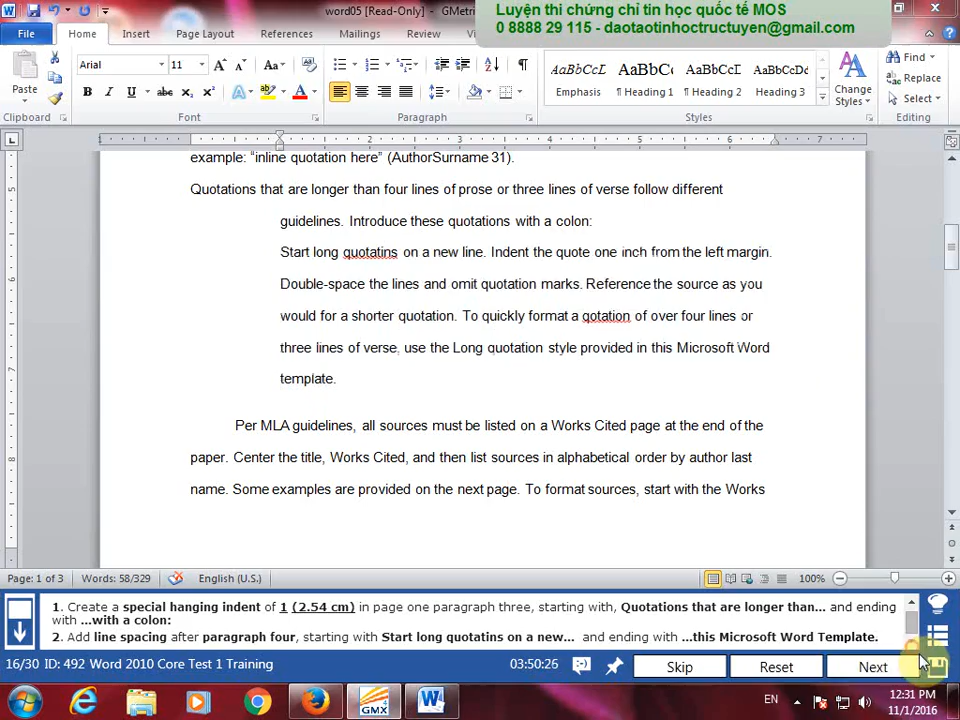 word05 [Read-Only] - GMetri
Luyện thi chứng chỉ tin học quốc tế MOS
0 8888 29 115 - daotaotinhoctructuyen@gmail.com
File Home Insert Page Layout References Mailings Review
Paste
Clipboard
Arial 11
Font
Paragraph
AaBbCcL AaBbC AaBbCc AaBbCcDd
Emphasis ¶ Heading 1 ¶ Heading 2 Heading 3
Change Styles
Styles
Find
Replace
Select
Editing
1 2 3 4 5 6 7
example: “inline quotation here” (AuthorSurname 31).
Quotations that are longer than four lines of prose or three lines of verse follow different
guidelines. Introduce these quotations with a colon:
Start long quotatins on a new line. Indent the quote one inch from the left margin.
Double-space the lines and omit quotation marks. Reference the source as you
would for a shorter quotation. To quickly format a qotation of over four lines or
three lines of verse, use the Long quotation style provided in this Microsoft Word
template.
Per MLA guidelines, all sources must be listed on a Works Cited page at the end of the
paper. Center the title, Works Cited, and then list sources in alphabetical order by author last
name. Some examples are provided on the next page. To format sources, start with the Works
Page: 1 of 3 Words: 58/329 English (U.S.) 100%
1. Create a special hanging indent of 1 (2.54 cm) in page one paragraph three, starting with, Quotations that are longer than... and ending
with ...with a colon:
2. Add line spacing after paragraph four, starting with Start long quotatins on a new... and ending with ...this Microsoft Word Template.
16/30 ID: 492 Word 2010 Core Test 1 Training 03:50:26 Skip Reset Next
GMX
EN
12:31 PM
11/1/2016